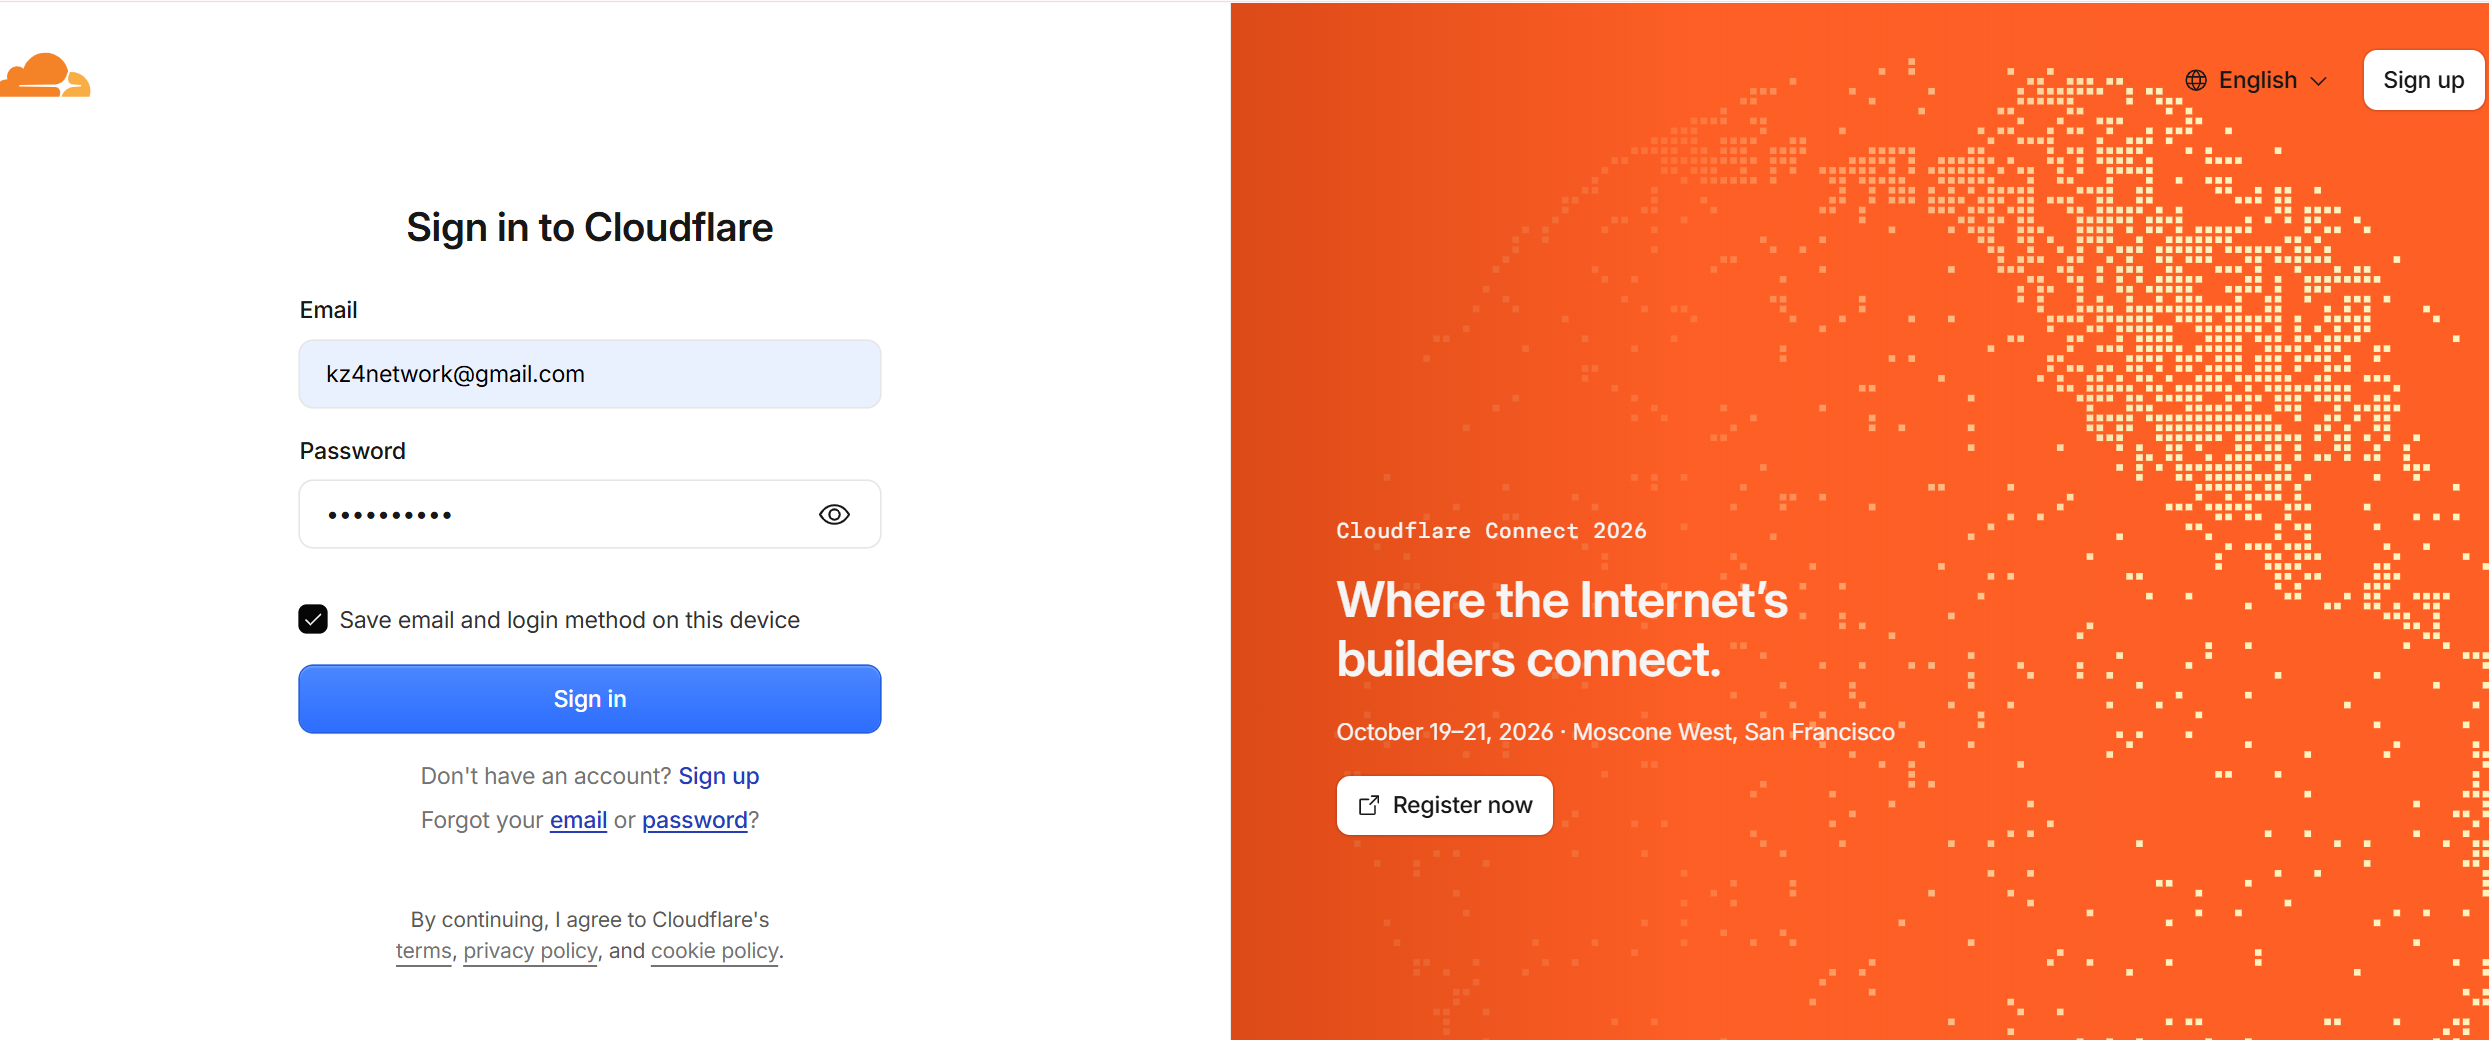 English
Sign up
Sign in to Cloudflare
Email
kz4network@gmail.com
Password
••••••••••
Save email and login method on this device
Sign in
Don't have an account? Sign up
Forgot your email or password?
By continuing, I agree to Cloudflare's
terms, privacy policy, and cookie policy.
Cloudflare Connect 2026
Where the Internet’s
builders connect.
October 19–21, 2026 · Moscone West, San Francisco
Register now